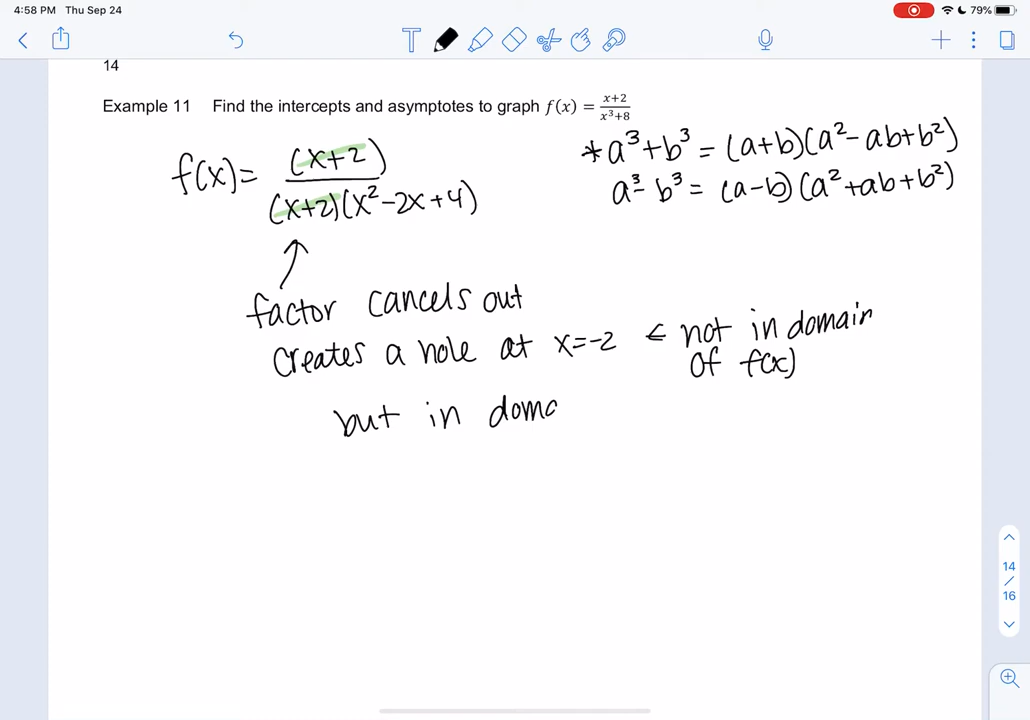 4:58 PM Thu Sep 24
79%
14
Example 11 Find the intercepts and asymptotes to graph f(x) = (x+2)/(x³+8)
f(x)= (x+2)/((x+2)(x²-2x+4))
*a³+b³ = (a+b)(a²-ab+b²)
a³-b³ = (a-b)(a²+ab+b²)
factor cancels out
creates a hole at x=-2 ← not in domain
of f(x)
but in doma
14
/
16